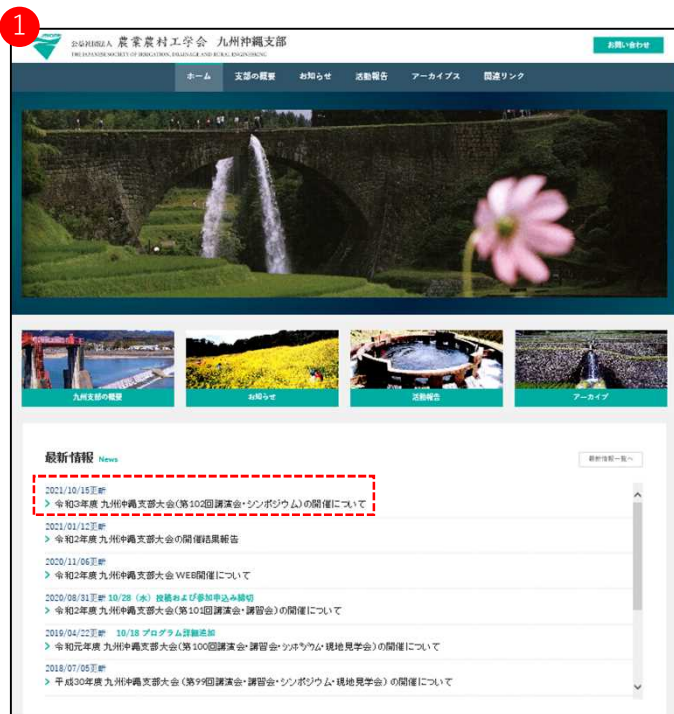 1
公益社団法人 農業農村工学会 九州沖縄支部
THE JAPANESE SOCIETY OF IRRIGATION, DRAINAGE AND RURAL ENGINEERING
お問い合わせ
ホーム 支部の概要 お知らせ 活動報告 アーカイブス 関連リンク
九州支部の概要 お知らせ 活動報告 アーカイブ
最新情報 News
最新情報一覧へ
2021/10/15更新
令和3年度 九州沖縄支部大会(第102回講演会・シンポジウム)の開催について
2021/01/12更新
令和2年度 九州沖縄支部大会の開催結果報告
2020/11/06更新
令和2年度 九州沖縄支部大会 WEB開催について
2020/08/31更新 10/28（水）投稿および参加申込み締切
令和2年度 九州沖縄支部大会(第101回講演会・講習会)の開催について
2019/04/22更新 10/18 プログラム詳細追加
令和元年度 九州沖縄支部大会(第100回講演会・講習会・シンポジウム・現地見学会)の開催について
2018/07/05更新
平成30年度 九州沖縄支部大会 (第99回講演会・講習会・シンポジウム・現地見学会) の開催について